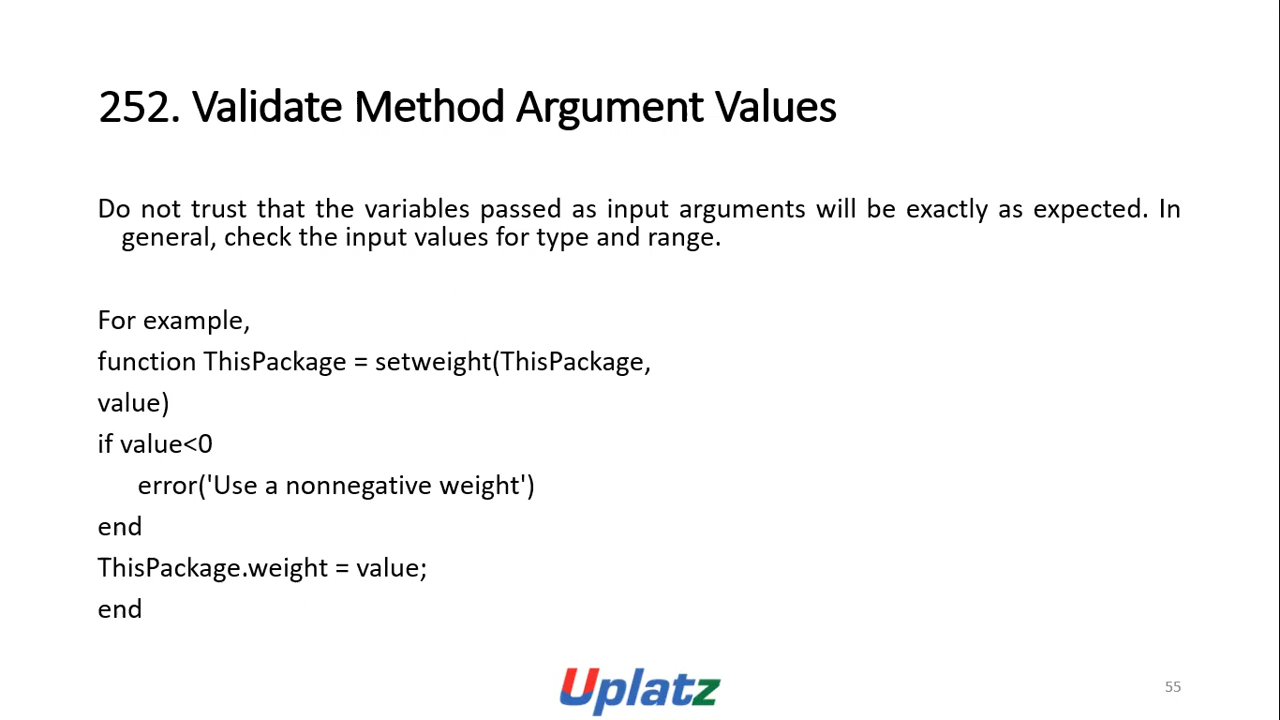 252. Validate Method Argument Values
Do not trust that the variables passed as input arguments will be exactly as expected. In
general, check the input values for type and range.
For example,
function ThisPackage = setweight(ThisPackage,
value)
if value<0
error('Use a nonnegative weight')
end
ThisPackage.weight = value;
end
Uplatz
55